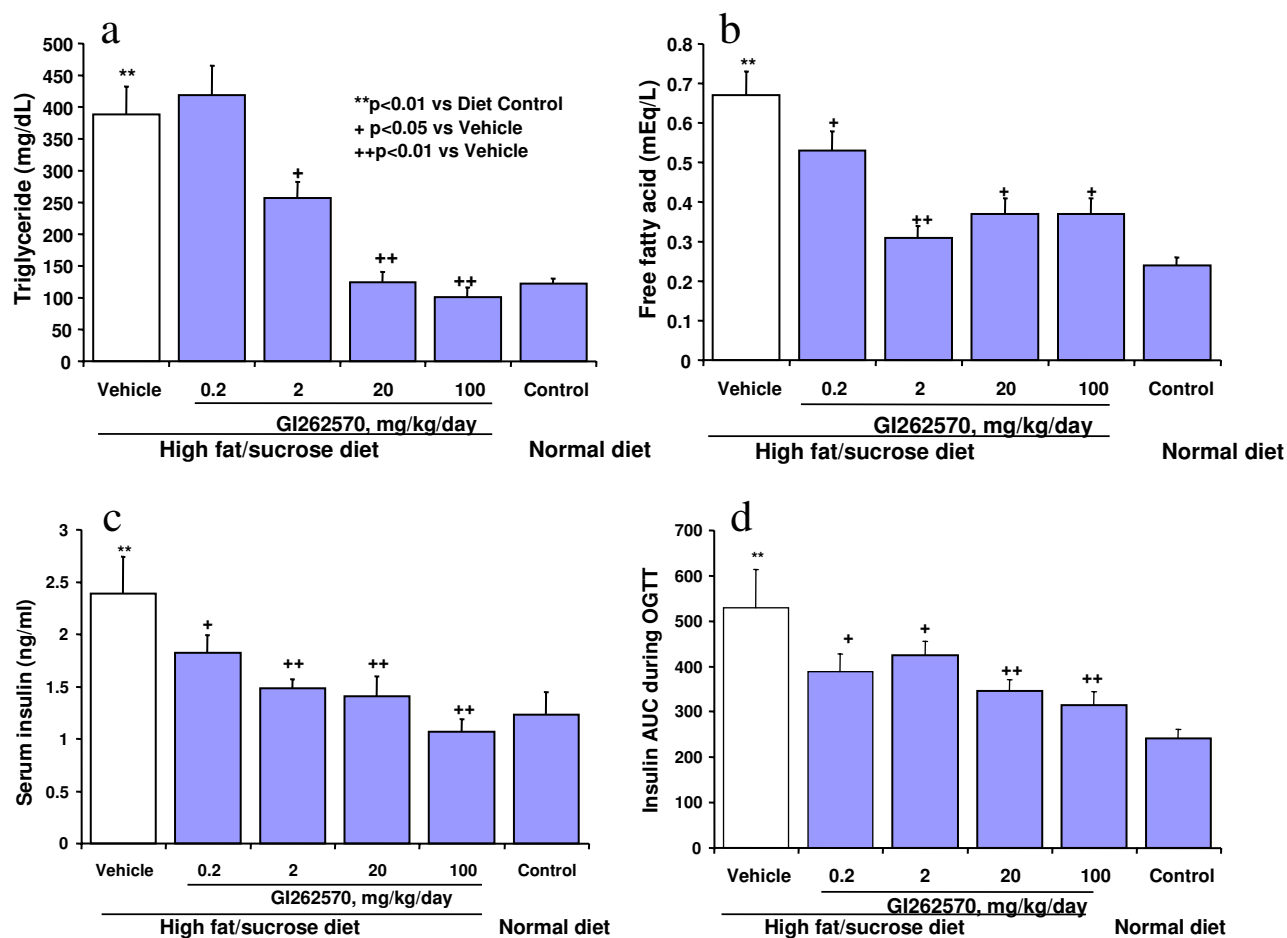 a
500
450
400
350
300
250
200
150
100
50
0
Triglyceride (mg/dL)
**
+
++
++
**p<0.01 vs Diet Control
+ p<0.05 vs Vehicle
++p<0.01 vs Vehicle
Vehicle 0.2 2 20 100 Control
GI262570, mg/kg/day
High fat/sucrose diet Normal diet
b
0.8
0.7
0.6
0.5
0.4
0.3
0.2
0.1
0
Free fatty acid (mEq/L)
**
+
++
+
+
Vehicle 0.2 2 20 100 Control
GI262570, mg/kg/day
High fat/sucrose diet Normal diet
c
3
2.5
2
1.5
1
0.5
0
Serum insulin (ng/ml)
**
+
++
++
++
Vehicle 0.2 2 20 100 Control
GI262570, mg/kg/day
High fat/sucrose diet Normal diet
d
700
600
500
400
300
200
100
0
Insulin AUC during OGTT
**
+
+
++
++
Vehicle 0.2 2 20 100 Control
GI262570, mg/kg/day
High fat/sucrose diet Normal diet